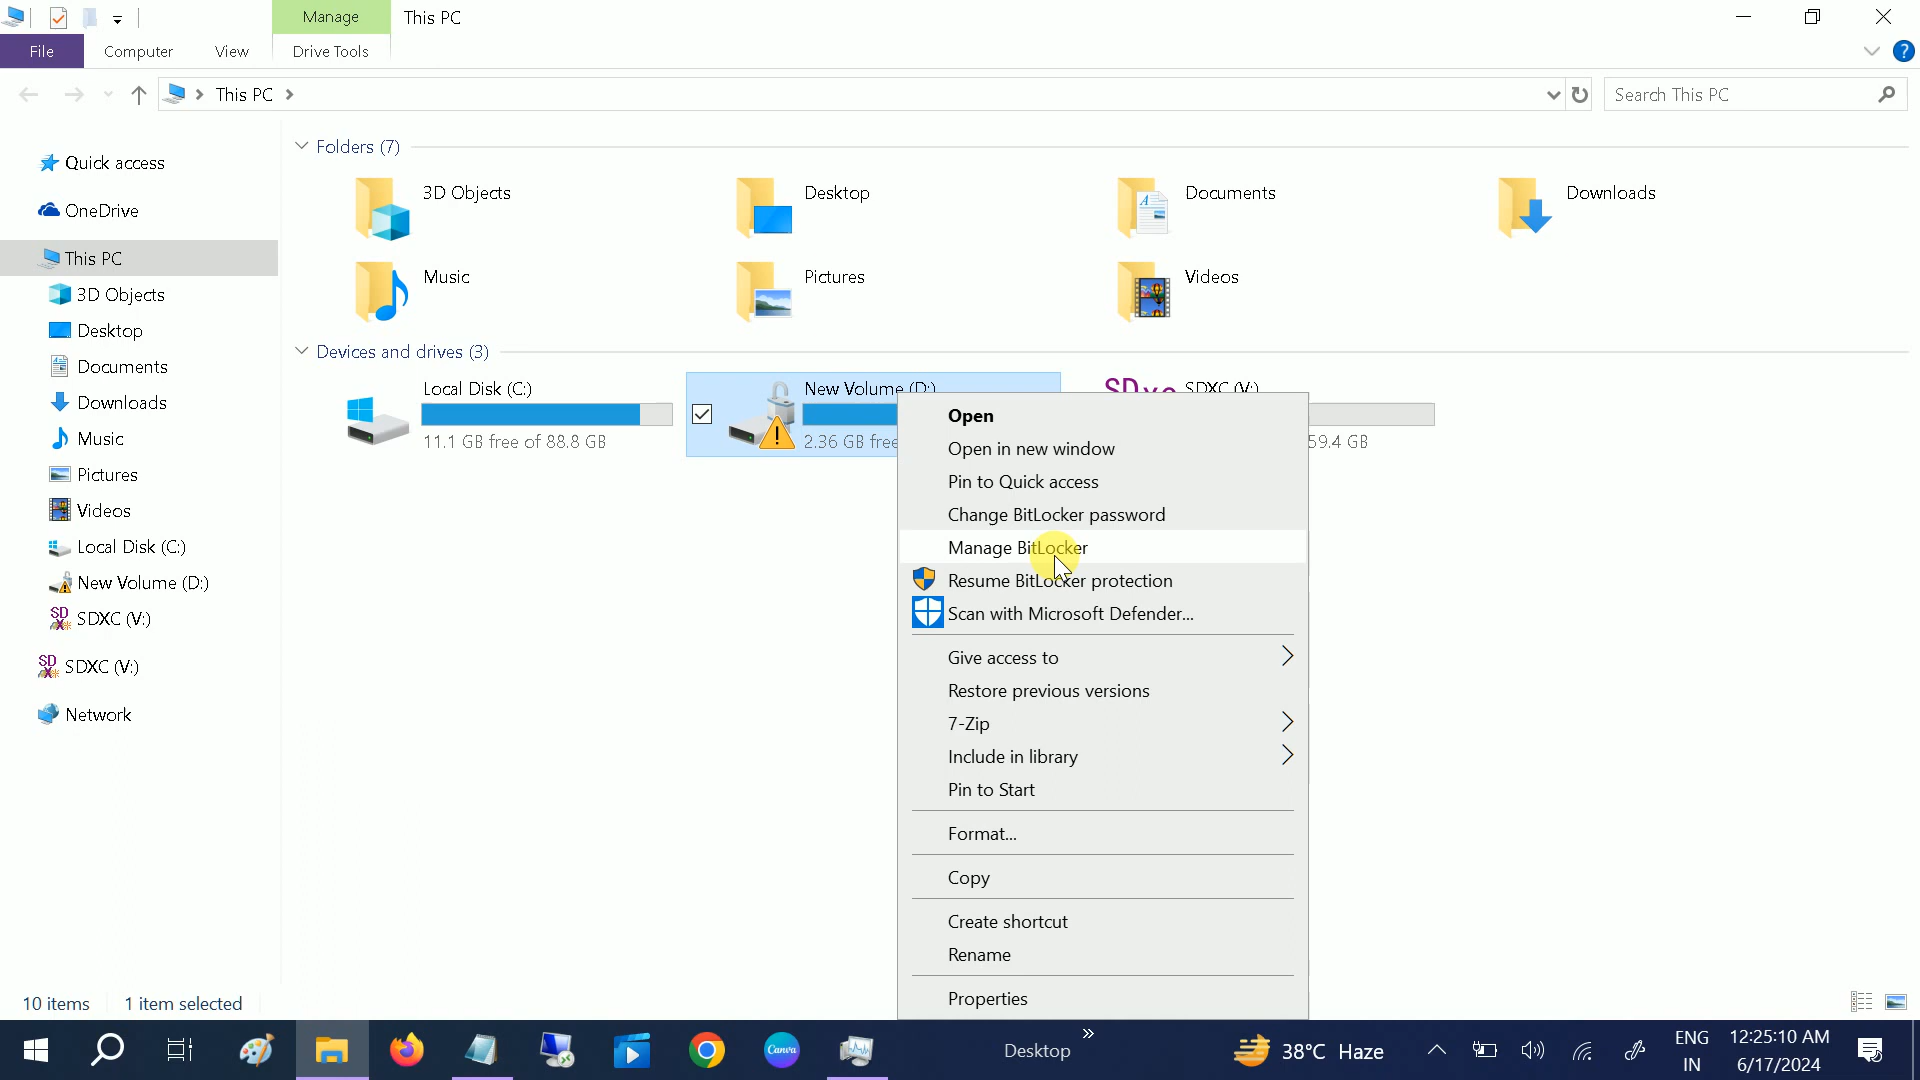 Manage
This PC
File
Computer
View
Drive Tools
This PC
Search This PC
Quick access
OneDrive
This PC
3D Objects
Desktop
Documents
Downloads
Music
Pictures
Videos
Local Disk (C:)
New Volume (D:)
SDXC (V:)
SDXC (V:)
Network
Folders (7)
3D Objects
Desktop
Documents
Downloads
Music
Pictures
Videos
Devices and drives (3)
Local Disk (C:)
11.1 GB free of 88.8 GB
New Volume (D:)
2.36 GB free
SDXC (V:)
59.4 GB
Open
Open in new window
Pin to Quick access
Change BitLocker password
Manage BitLocker
Resume BitLocker protection
Scan with Microsoft Defender...
Give access to
Restore previous versions
7-Zip
Include in library
Pin to Start
Format...
Copy
Create shortcut
Rename
Properties
10 items
1 item selected
Canva
Desktop
38°C Haze
ENG
IN
12:25:10 AM
6/17/2024